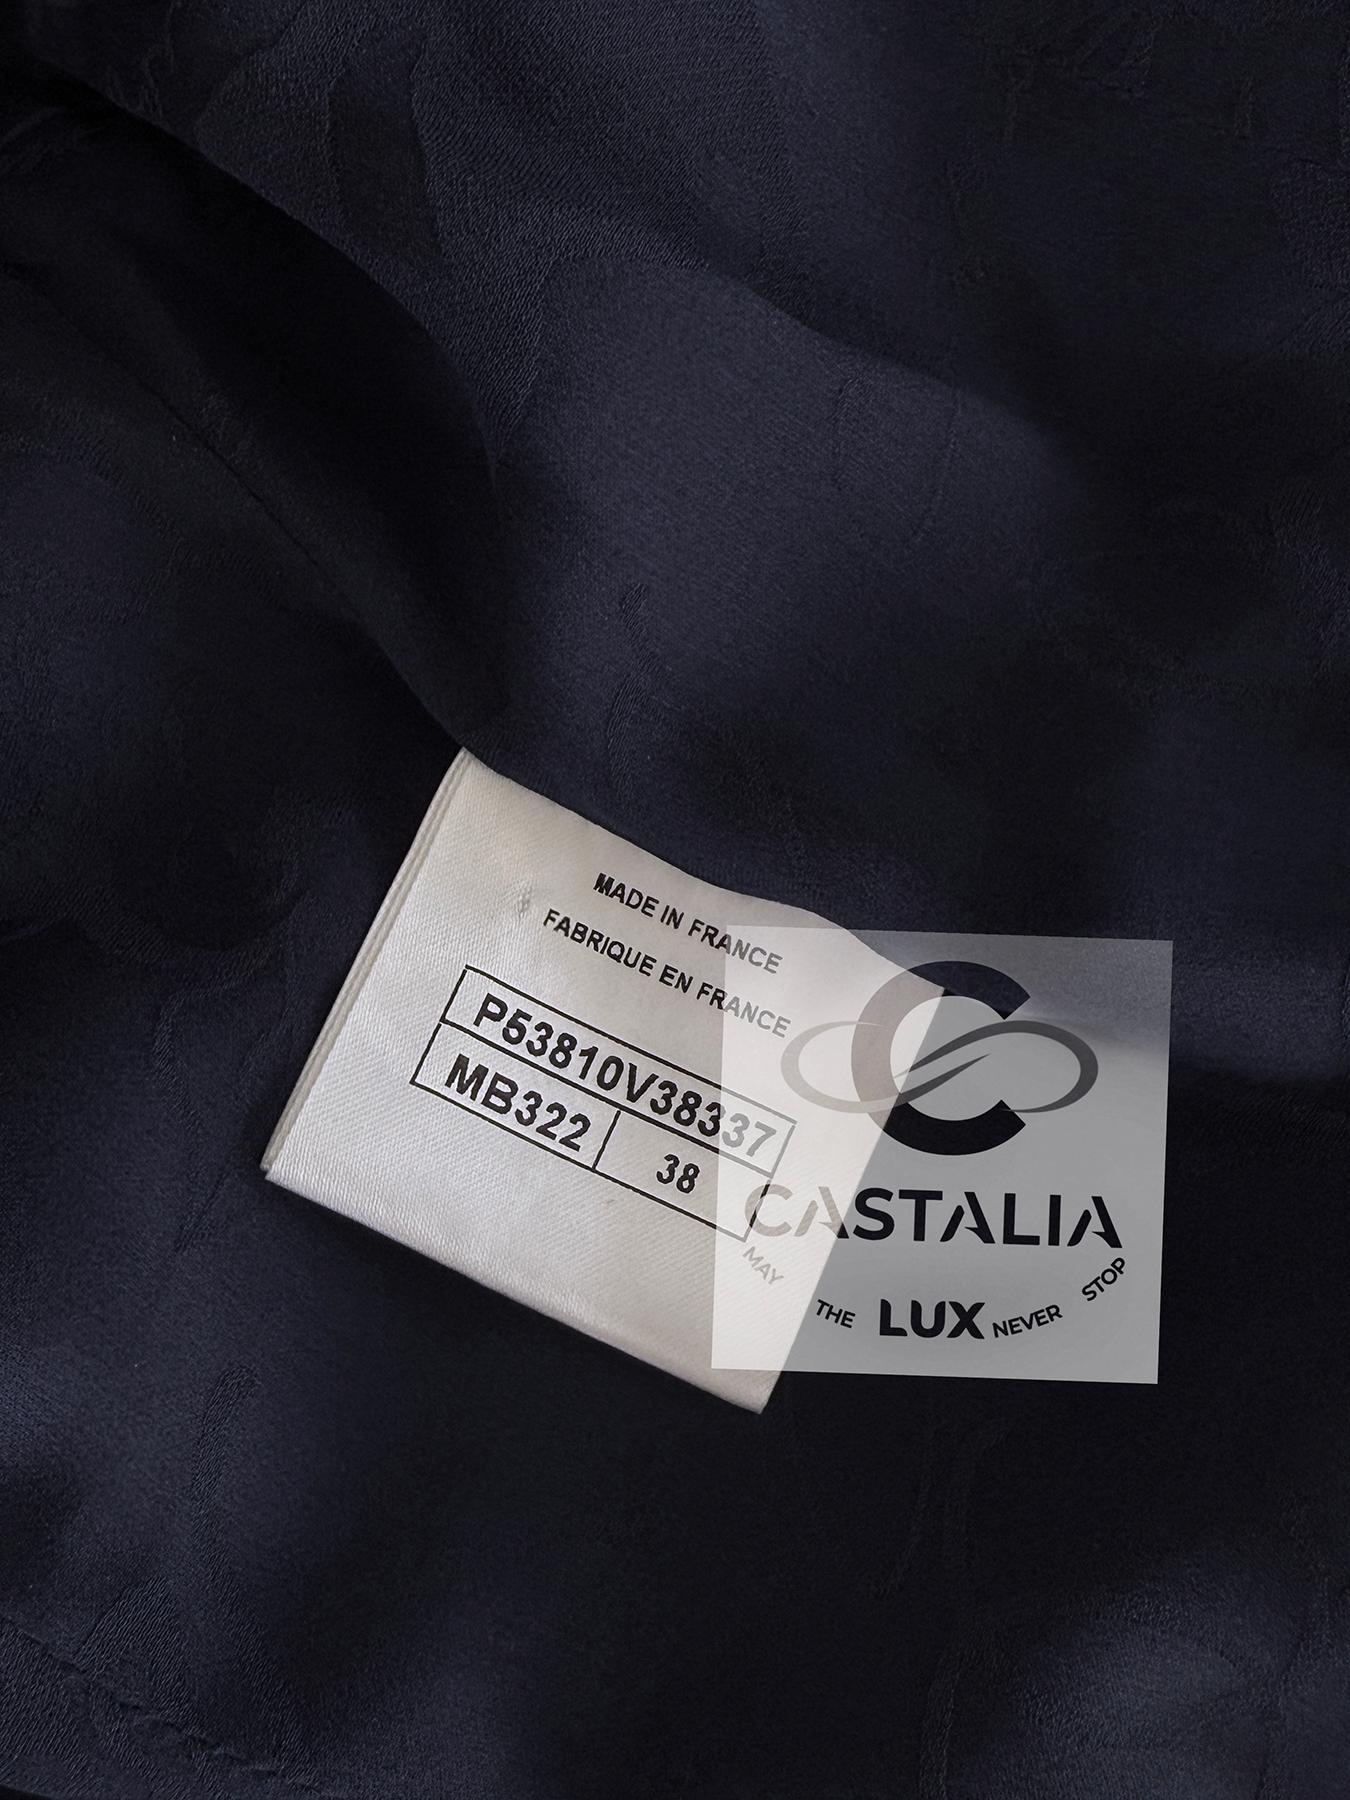 MADE IN FRANCE
FABRIQUE EN FRANCE
P53810V38337
MB322 38
CASTALIA
MAY THE LUX NEVER STOP